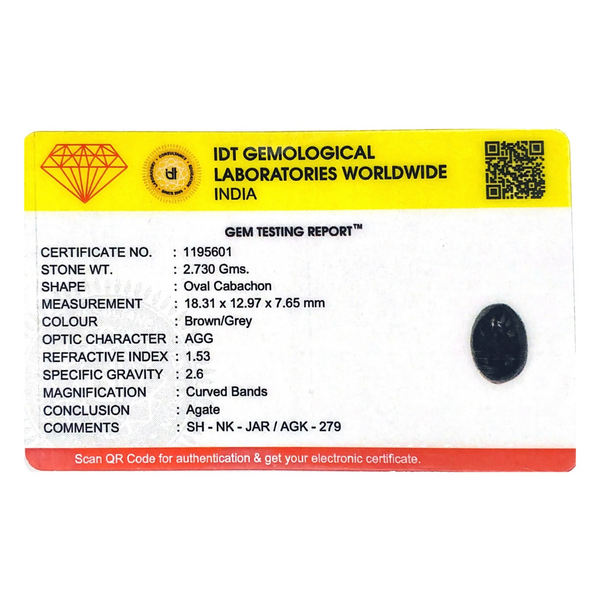 IDT GEMOLOGICAL
LABORATORIES WORLDWIDE
INDIA
GEM TESTING REPORT™
CERTIFICATE NO. : 1195601
STONE WT. : 2.730 Gms.
SHAPE : Oval Cabachon
MEASUREMENT : 18.31 x 12.97 x 7.65 mm
COLOUR : Brown/Grey
OPTIC CHARACTER : AGG
REFRACTIVE INDEX : 1.53
SPECIFIC GRAVITY : 2.6
MAGNIFICATION : Curved Bands
CONCLUSION : Agate
COMMENTS : SH - NK - JAR / AGK - 279
Scan QR Code for authentication & get your electronic certificate.